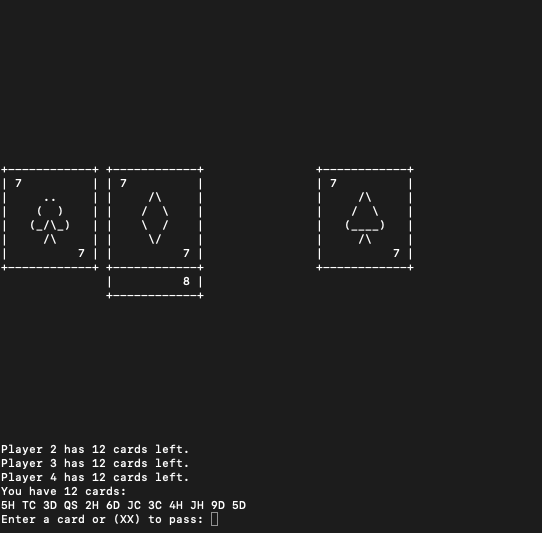 7 7 7
7 7 7
8
Player 2 has 12 cards left.
Player 3 has 12 cards left.
Player 4 has 12 cards left.
You have 12 cards:
5H TC 3D QS 2H 6D JC 3C 4H JH 9D 5D
Enter a card or (XX) to pass: